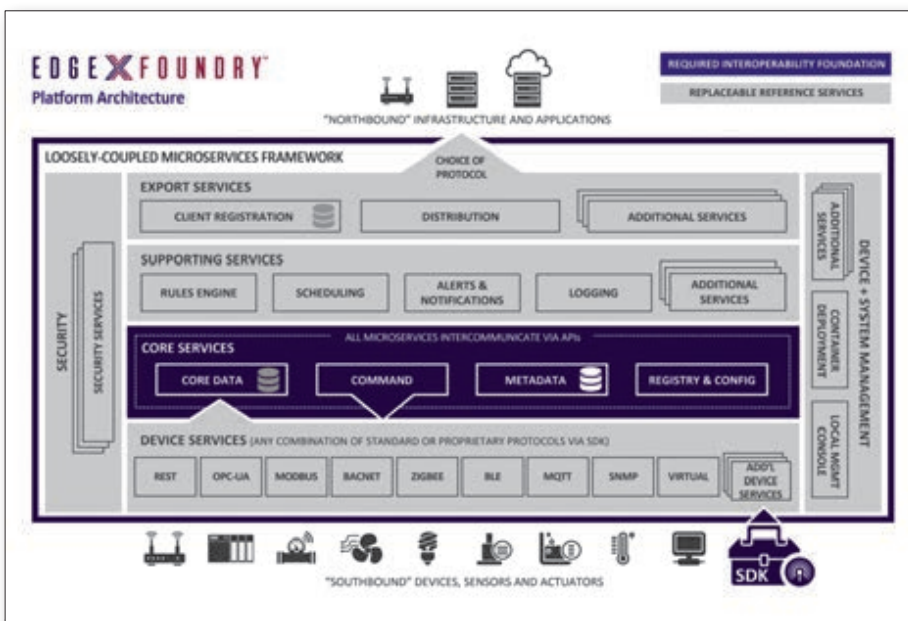 EDGE X FOUNDRY™
Platform Architecture
REQUIRED INTEROPERABILITY FOUNDATION
REPLACEABLE REFERENCE SERVICES
"NORTHBOUND" INFRASTRUCTURE AND APPLICATIONS
LOOSELY-COUPLED MICROSERVICES FRAMEWORK
CHOICE OF
PROTOCOL
SECURITY
SECURITY SERVICES
EXPORT SERVICES
CLIENT REGISTRATION
DISTRIBUTION
ADDITIONAL SERVICES
SUPPORTING SERVICES
RULES ENGINE
SCHEDULING
ALERTS &
NOTIFICATIONS
LOGGING
ADDITIONAL
SERVICES
ALL MICROSERVICES INTERCOMMUNICATE VIA APIs
CORE SERVICES
CORE DATA
COMMAND
METADATA
REGISTRY & CONFIG
DEVICE SERVICES (ANY COMBINATION OF STANDARD OR PROPRIETARY PROTOCOLS VIA SDK)
REST
OPC-UA
MODBUS
BACNET
ZIGBEE
BLE
MQTT
SNMP
VIRTUAL
ADD'L
DEVICE
SERVICES
ADDITIONAL
SERVICES
CONTAINER
DEPLOYMENT
LOCAL MGMT
CONSOLE
DEVICE + SYSTEM MANAGEMENT
"SOUTHBOUND" DEVICES, SENSORS AND ACTUATORS
SDK